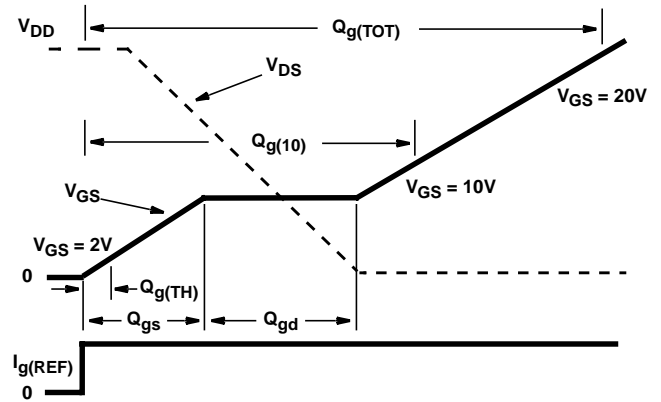 V_DD
Q_g(TOT)
V_DS
V_GS = 20V
Q_g(10)
V_GS
V_GS = 10V
V_GS = 2V
0
Q_g(TH)
Q_gs
Q_gd
I_g(REF)
0